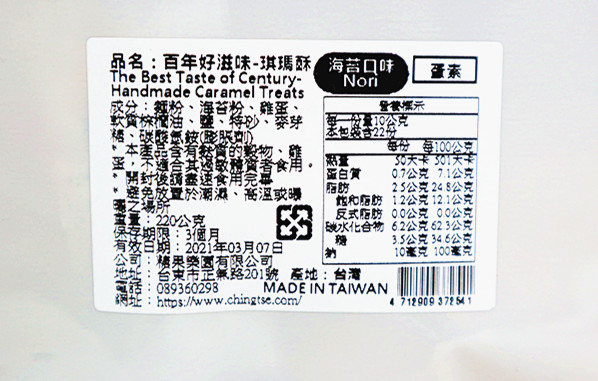 品名：百年好滋味-琪瑪酥
The Best Taste of Century-
Handmade Caramel Treats
海苔口味
Nori
蛋素
成分：麵粉、海苔粉、雞蛋、
軟質棕櫚油、鹽、特砂、麥芽
糖、碳酸氫銨(膨脹劑)
*本產品含有麩質的穀物、雞
蛋，不適合其過敏體質者食用。
*開封後請盡速食用完畢
*避免放置於潮濕、高溫或曝
曬之場所
重量：220公克
保存期限：3個月
有效日期：2021年03月07日
公司：蘋果樂園有限公司
地址：台東市正氣路201號 產地：台灣
電話：089360298 MADE IN TAIWAN
網址：https://www.chingtse.com/
營養標示
每一份量10公克
本包裝含22份
每份 每100公克
熱量 50大卡 501大卡
蛋白質 0.7公克 7.1公克
脂肪 2.5公克 24.8公克
飽和脂肪 1.2公克 12.1公克
反式脂肪 0.0公克 0.0公克
碳水化合物 6.2公克 62.3公克
糖 3.5公克 34.6公克
鈉 10毫克 100毫克
4 712909 372541